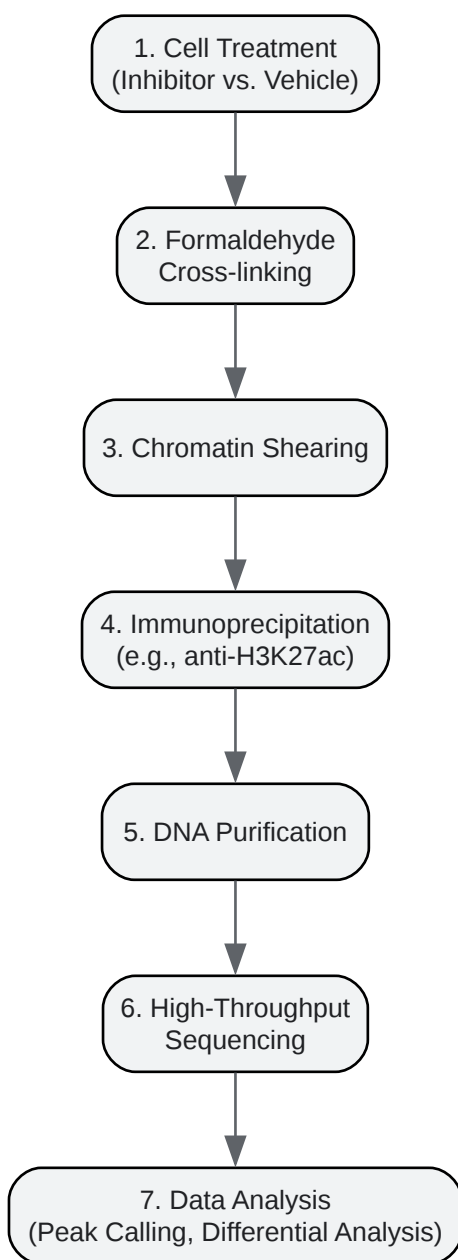 1. Cell Treatment
(Inhibitor vs. Vehicle)
2. Formaldehyde
Cross-linking
3. Chromatin Shearing
4. Immunoprecipitation
(e.g., anti-H3K27ac)
5. DNA Purification
6. High-Throughput
Sequencing
7. Data Analysis
(Peak Calling, Differential Analysis)